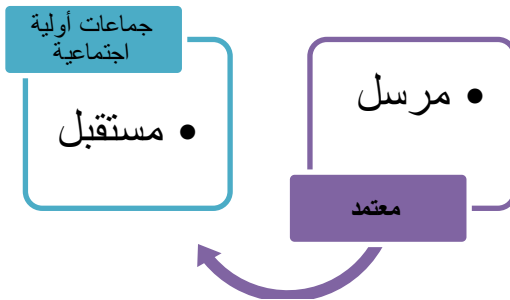 مرسل
معتمد
جماعات أولية
اجتماعية
مستقبل